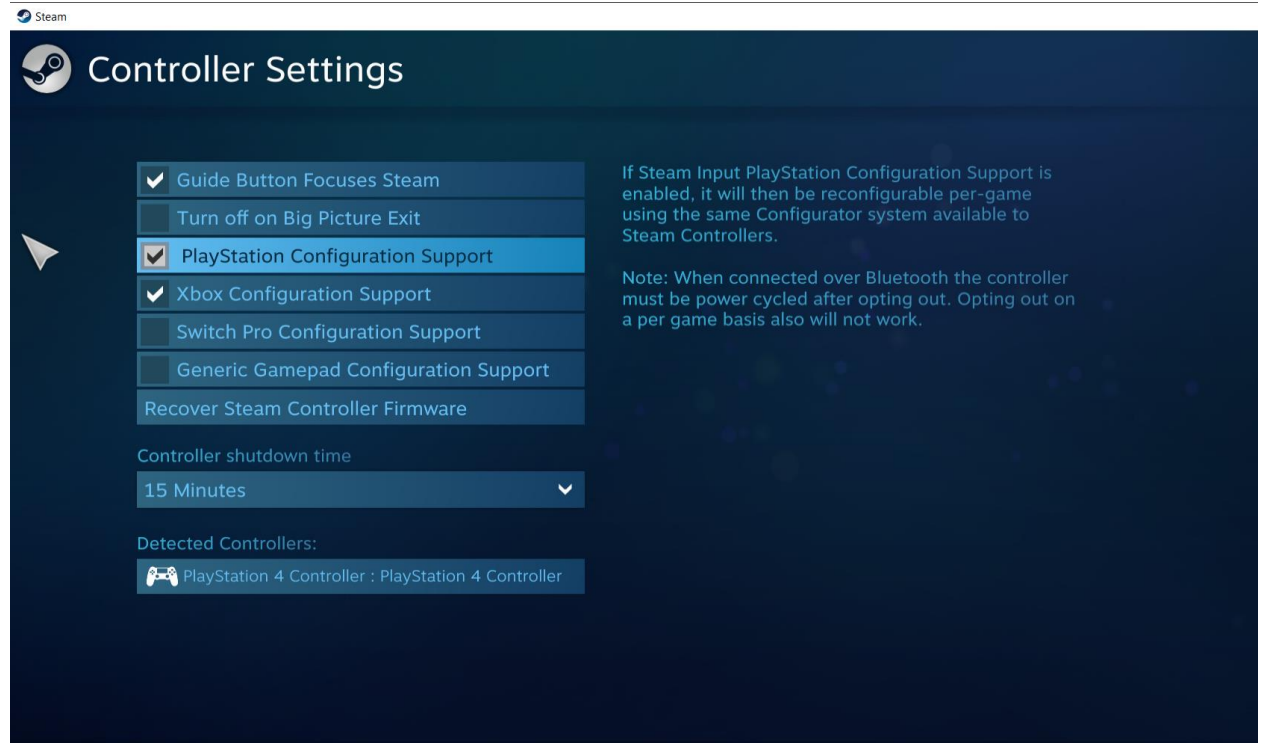 Steam
Controller Settings
Guide Button Focuses Steam
Turn off on Big Picture Exit
PlayStation Configuration Support
Xbox Configuration Support
Switch Pro Configuration Support
Generic Gamepad Configuration Support
Recover Steam Controller Firmware
Controller shutdown time
15 Minutes
Detected Controllers:
PlayStation 4 Controller : PlayStation 4 Controller
If Steam Input PlayStation Configuration Support is
enabled, it will then be reconfigurable per-game
using the same Configurator system available to
Steam Controllers.
Note: When connected over Bluetooth the controller
must be power cycled after opting out. Opting out on
a per game basis also will not work.